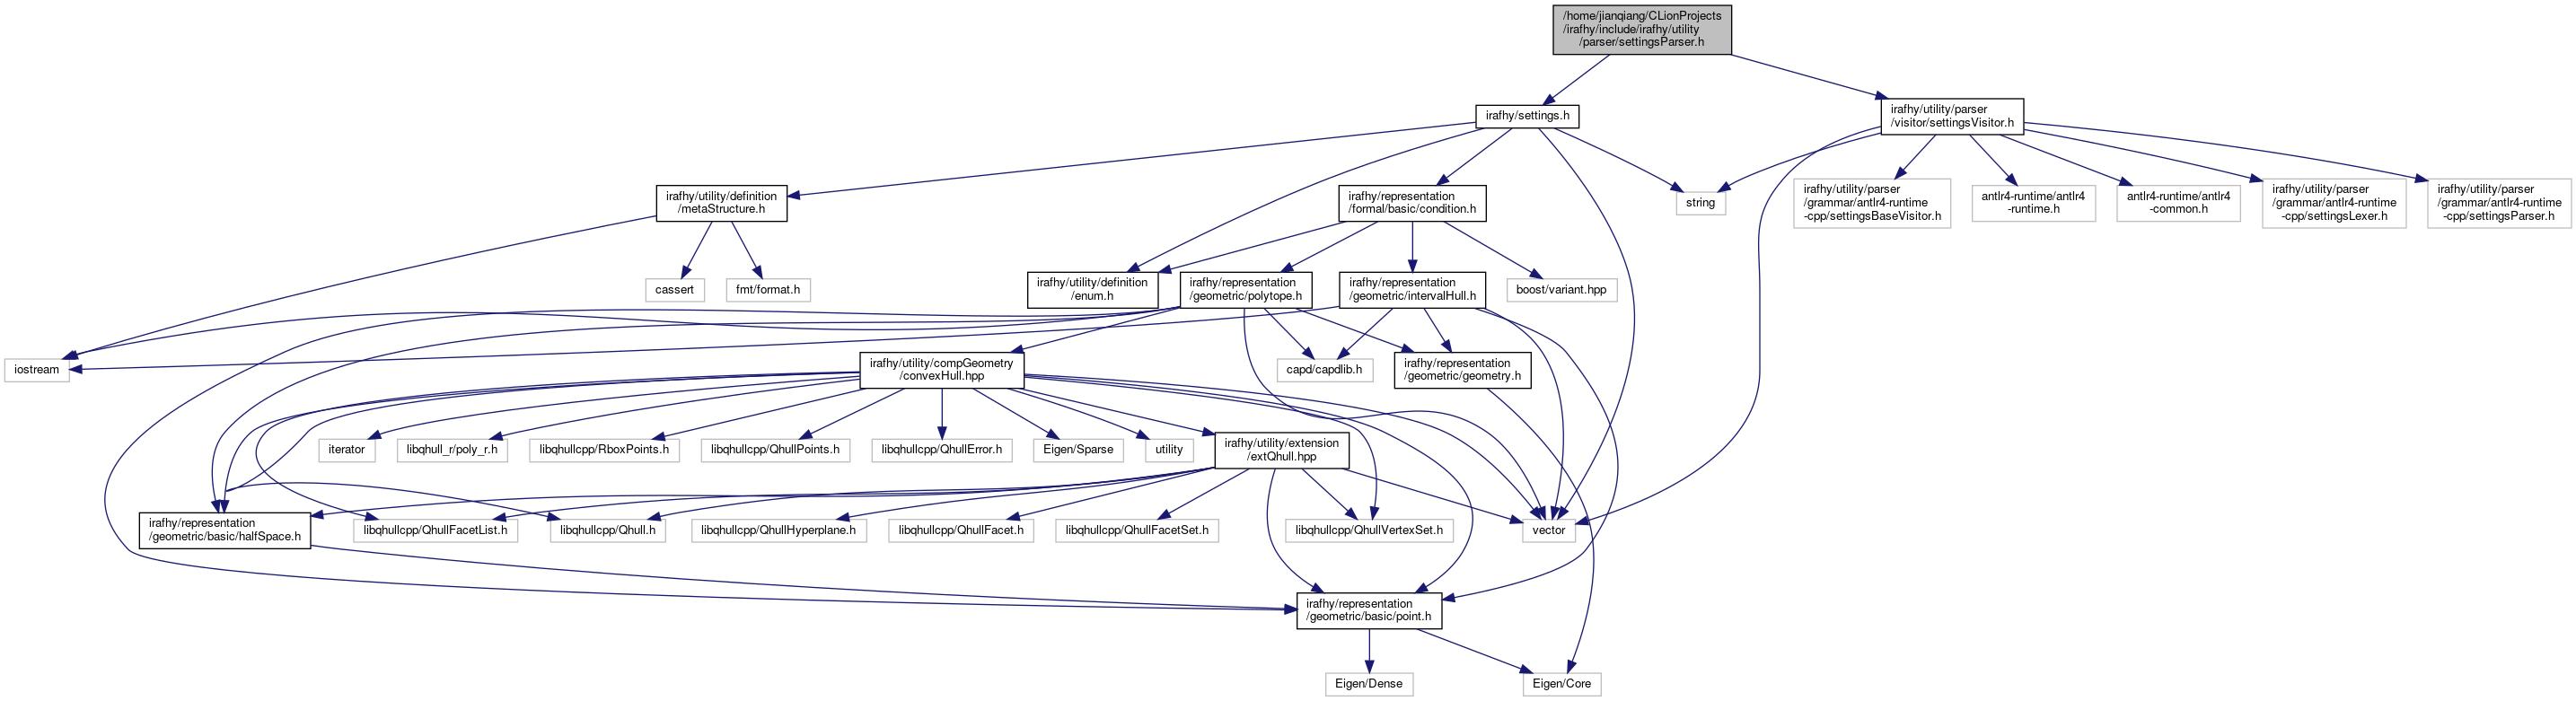 /home/jianqiang/CLionProjects
/irafhy/include/irafhy/utility
/parser/settingsParser.h
irafhy/settings.h
irafhy/utility/parser
/visitor/settingsVisitor.h
irafhy/utility/definition
/metaStructure.h
irafhy/representation
/formal/basic/condition.h
string
irafhy/utility/parser
/grammar/antlr4-runtime
-cpp/settingsBaseVisitor.h
antlr4-runtime/antlr4
-runtime.h
antlr4-runtime/antlr4
-common.h
irafhy/utility/parser
/grammar/antlr4-runtime
-cpp/settingsLexer.h
irafhy/utility/parser
/grammar/antlr4-runtime
-cpp/settingsParser.h
cassert
fmt/format.h
irafhy/utility/definition
/enum.h
irafhy/representation
/geometric/polytope.h
irafhy/representation
/geometric/intervalHull.h
boost/variant.hpp
iostream
irafhy/utility/compGeometry
/convexHull.hpp
capd/capdlib.h
irafhy/representation
/geometric/geometry.h
iterator
libqhull_r/poly_r.h
libqhullcpp/RboxPoints.h
libqhullcpp/QhullPoints.h
libqhullcpp/QhullError.h
Eigen/Sparse
utility
irafhy/utility/extension
/extQhull.hpp
irafhy/representation
/geometric/basic/halfSpace.h
libqhullcpp/QhullFacetList.h
libqhullcpp/Qhull.h
libqhullcpp/QhullHyperplane.h
libqhullcpp/QhullFacet.h
libqhullcpp/QhullFacetSet.h
libqhullcpp/QhullVertexSet.h
vector
irafhy/representation
/geometric/basic/point.h
Eigen/Dense
Eigen/Core